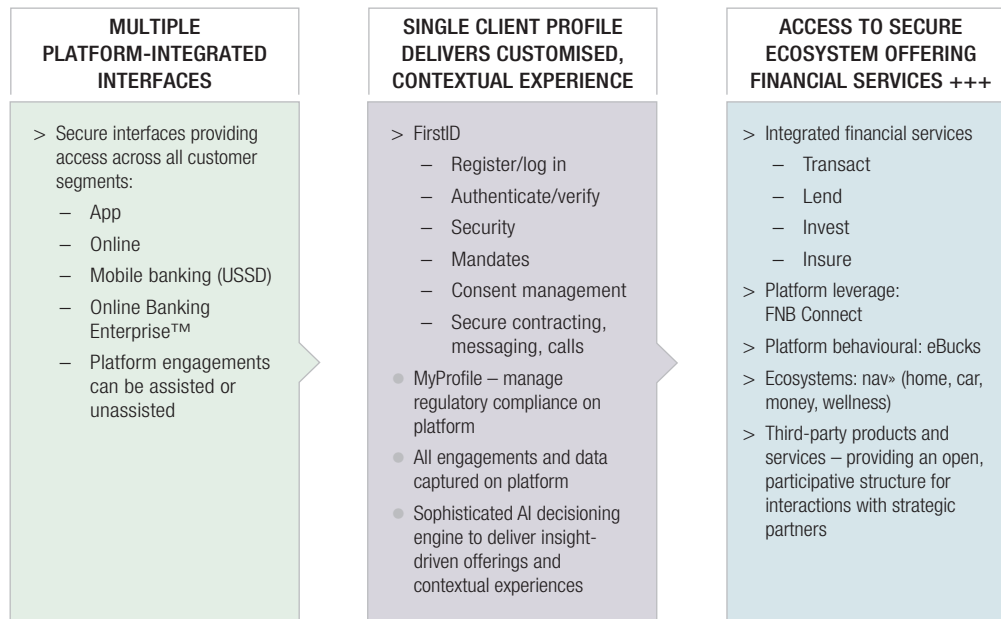 MULTIPLE
PLATFORM-INTEGRATED
INTERFACES
> Secure interfaces providing
access across all customer
segments:
– App
– Online
– Mobile banking (USSD)
– Online Banking
Enterprise™
– Platform engagements
can be assisted or
unassisted
SINGLE CLIENT PROFILE
DELIVERS CUSTOMISED,
CONTEXTUAL EXPERIENCE
> FirstID
– Register/log in
– Authenticate/verify
– Security
– Mandates
– Consent management
– Secure contracting,
messaging, calls
● MyProfile – manage
regulatory compliance on
platform
● All engagements and data
captured on platform
● Sophisticated AI decisioning
engine to deliver insight-
driven offerings and
contextual experiences
ACCESS TO SECURE
ECOSYSTEM OFFERING
FINANCIAL SERVICES +++
> Integrated financial services
– Transact
– Lend
– Invest
– Insure
> Platform leverage:
FNB Connect
> Platform behavioural: eBucks
> Ecosystems: nav» (home, car,
money, wellness)
> Third-party products and
services – providing an open,
participative structure for
interactions with strategic
partners